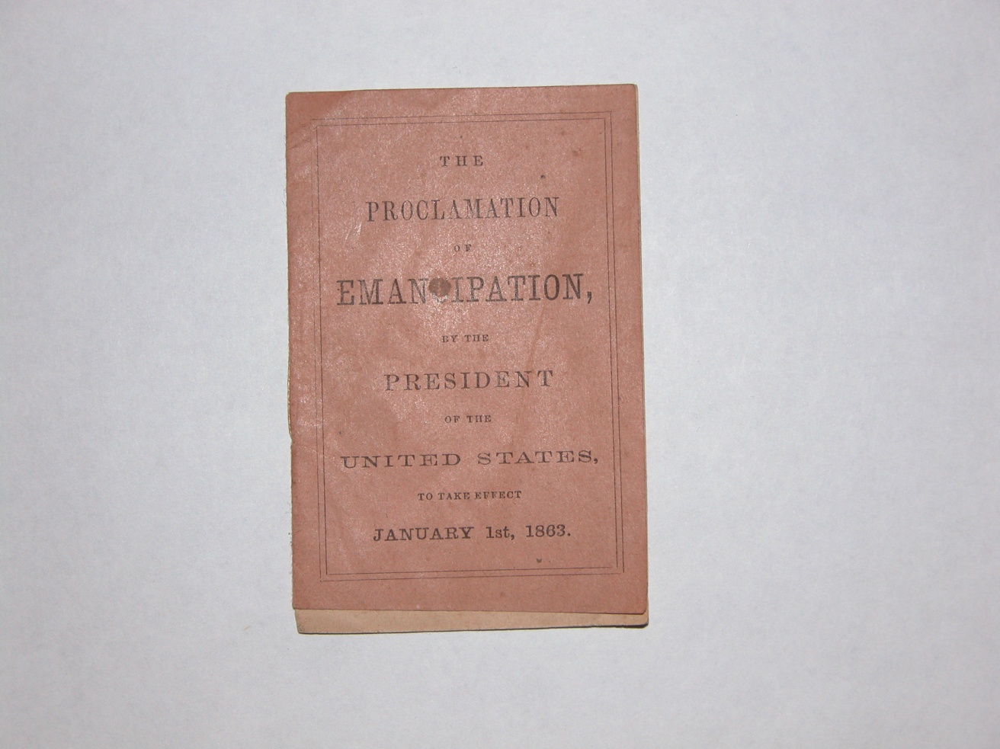 THE
PROCLAMATION
OF
EMANCIPATION,
BY THE
PRESIDENT
OF THE
UNITED STATES,
TO TAKE EFFECT
JANUARY 1st, 1863.